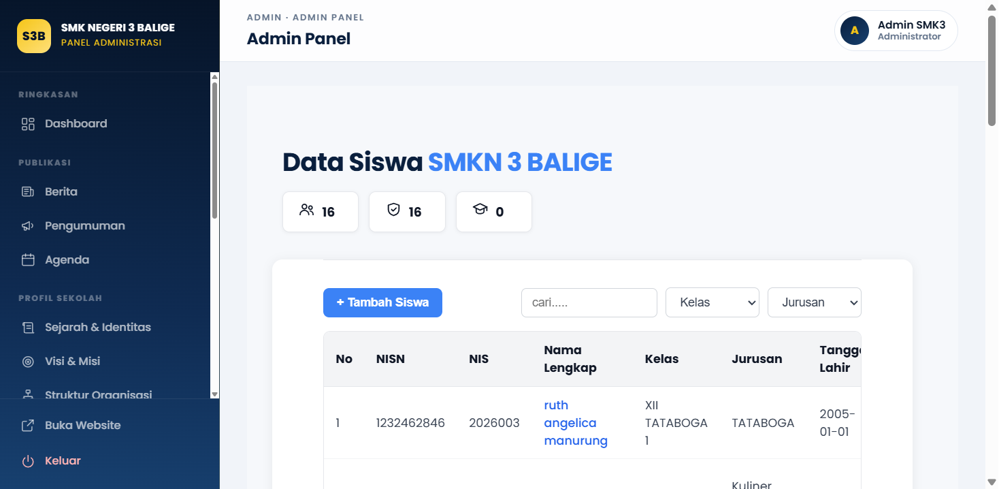 S3B
SMK NEGERI 3 BALIGE
PANEL ADMINISTRASI
RINGKASAN
Dashboard
PUBLIKASI
Berita
Pengumuman
Agenda
PROFIL SEKOLAH
Sejarah & Identitas
Visi & Misi
Struktur Organisasi
Buka Website
Keluar
ADMIN · ADMIN PANEL
Admin Panel
A
Admin SMK3
Administrator
Data Siswa SMKN 3 BALIGE
16
16
0
+ Tambah Siswa
cari.....
Kelas
Jurusan
No
NISN
NIS
Nama
Lengkap
Kelas
Jurusan
Lahir
1
1232462846
2026003
ruth
angelica
manurung
XII
TATABOGA
1
TATABOGA
2005-
01-01
Kuliner